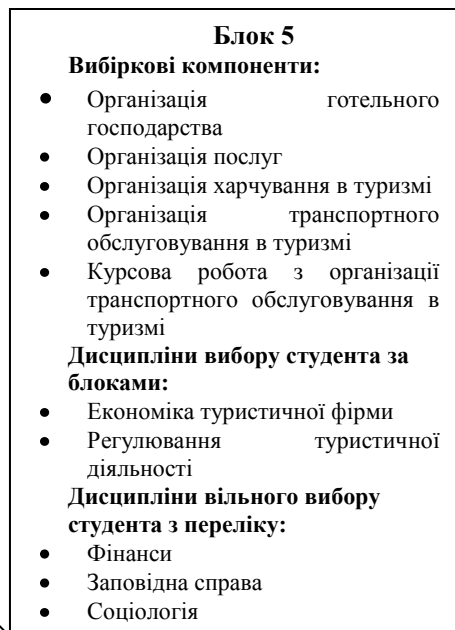 Блок 5
Вибіркові компоненти:
• Організація готельного
господарства
• Організація послуг
• Організація харчування в туризмі
• Організація транспортного
обслуговування в туризмі
• Курсова робота з організації
транспортного обслуговування в
туризмі
Дисципліни вибору студента за
блоками:
• Економіка туристичної фірми
• Регулювання туристичної
діяльності
Дисципліни вільного вибору
студента з переліку:
• Фінанси
• Заповідна справа
• Соціологія